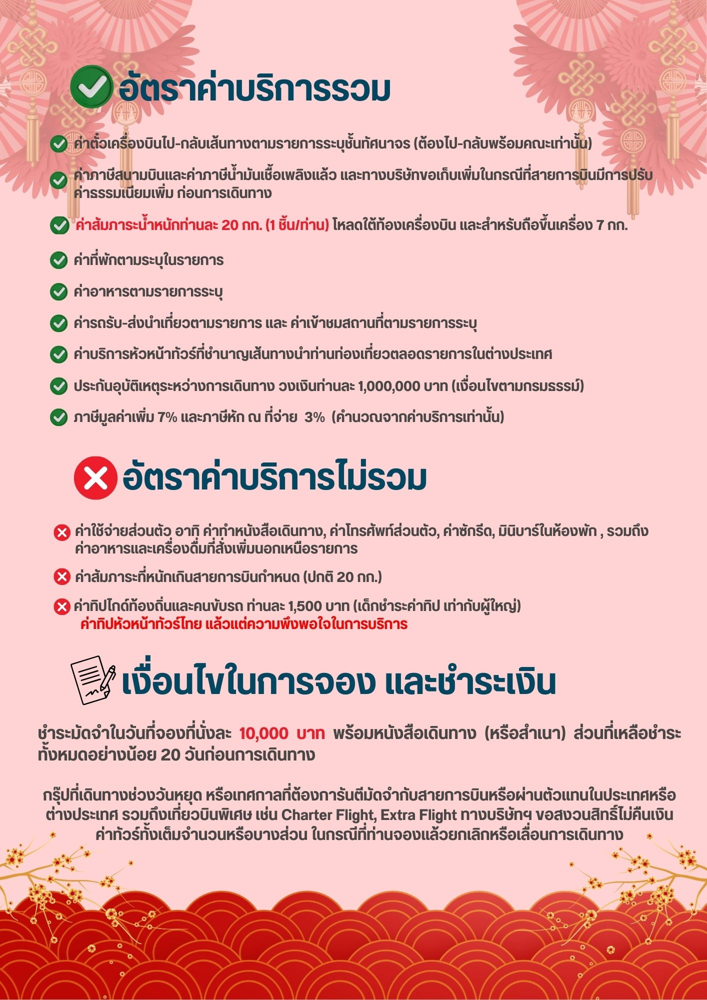 อัตราค่าบริการรวม
ค่าตั๋วเครื่องบินไป-กลับเส้นทางตามรายการระบุชั้นทัศนาจร (ต้องไป-กลับพร้อมคณะเท่านั้น)
ค่าภาษีสนามบินและค่าภาษีน้ำมันเชื้อเพลิงแล้ว และทางบริษัทขอเก็บเพิ่มในกรณีที่สายการบินมีการปรับ
ค่าธรรมเนียมเพิ่ม ก่อนการเดินทาง
ค่าสัมภาระน้ำหนักท่านละ 20 กก. (1 ชิ้น/ท่าน) โหลดใต้ท้องเครื่องบิน และสำหรับถือขึ้นเครื่อง 7 กก.
ค่าที่พักตามระบุในรายการ
ค่าอาหารตามรายการระบุ
ค่ารถรับ-ส่งนำเที่ยวตามรายการ และ ค่าเข้าชมสถานที่ตามรายการระบุ
ค่าบริการหัวหน้าทัวร์ที่ชำนาญเส้นทางนำท่านท่องเที่ยวตลอดรายการในต่างประเทศ
ประกันอุบัติเหตุระหว่างการเดินทาง วงเงินท่านละ 1,000,000 บาท (เงื่อนไขตามกรมธรรม์)
ภาษีมูลค่าเพิ่ม 7% และภาษีหัก ณ ที่จ่าย 3% (คำนวณจากค่าบริการเท่านั้น)
อัตราค่าบริการไม่รวม
ค่าใช้จ่ายส่วนตัว อาทิ ค่าทำหนังสือเดินทาง, ค่าโทรศัพท์ส่วนตัว, ค่าซักรีด, มินิบาร์ในห้องพัก , รวมถึง
ค่าอาหารและเครื่องดื่มที่สั่งเพิ่มนอกเหนือรายการ
ค่าสัมภาระที่หนักเกินสายการบินกำหนด (ปกติ 20 กก.)
ค่าทิปไกด์ท้องถิ่นและคนขับรถ ท่านละ 1,500 บาท (เด็กชำระค่าทิป เท่ากับผู้ใหญ่)
ค่าทิปหัวหน้าทัวร์ไทย แล้วแต่ความพึงพอใจในการบริการ
เงื่อนไขในการจอง และชำระเงิน
ชำระมัดจำในวันที่จองที่นั่งละ 10,000 บาท พร้อมหนังสือเดินทาง (หรือสำเนา) ส่วนที่เหลือชำระ
ทั้งหมดอย่างน้อย 20 วันก่อนการเดินทาง
กรุ๊ปที่เดินทางช่วงวันหยุด หรือเทศกาลที่ต้องการันตีมัดจำกับสายการบินหรือผ่านตัวแทนในประเทศหรือ
ต่างประเทศ รวมถึงเที่ยวบินพิเศษ เช่น Charter Flight, Extra Flight ทางบริษัทฯ ขอสงวนสิทธิ์ไม่คืนเงิน
ค่าทัวร์ทั้งเต็มจำนวนหรือบางส่วน ในกรณีที่ท่านจองแล้วยกเลิกหรือเลื่อนการเดินทาง